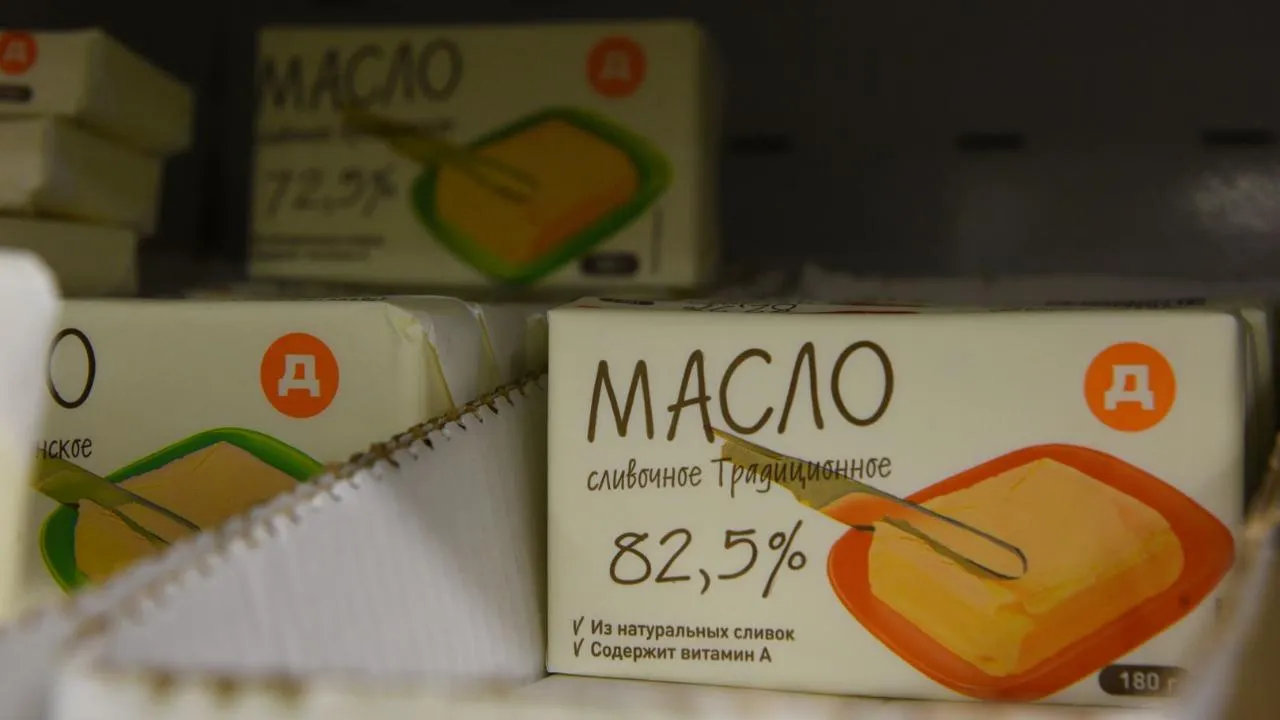 Д
МАСЛО
Д
72,5%
О
Д
нское
МАСЛО
Д
сливочное Традиционное
82,5%
✓ Из натуральных сливок
✓ Содержит витамин А
180 г